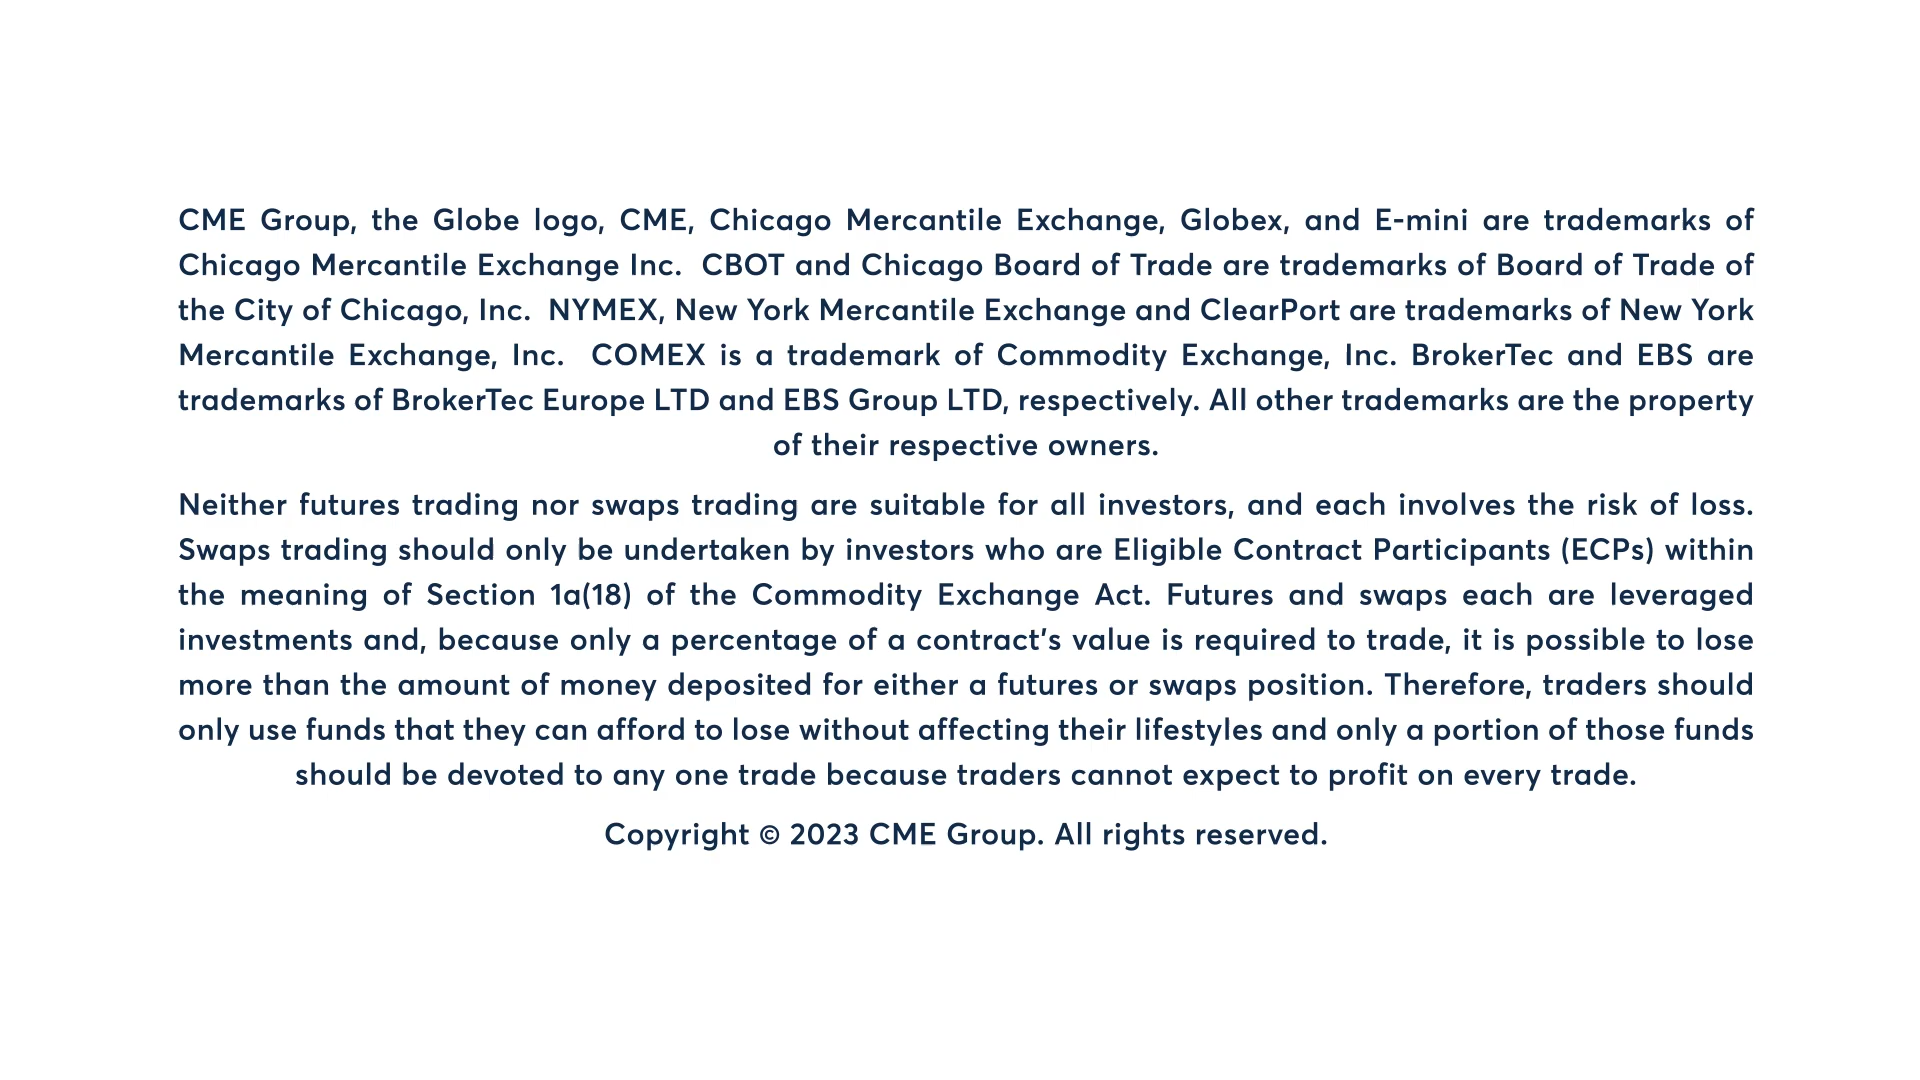 CME Group, the Globe logo, CME, Chicago Mercantile Exchange, Globex, and E-mini are trademarks of
Chicago Mercantile Exchange Inc.  CBOT and Chicago Board of Trade are trademarks of Board of Trade of
the City of Chicago, Inc.  NYMEX, New York Mercantile Exchange and ClearPort are trademarks of New York
Mercantile Exchange, Inc.  COMEX is a trademark of Commodity Exchange, Inc. BrokerTec and EBS are
trademarks of BrokerTec Europe LTD and EBS Group LTD, respectively. All other trademarks are the property
of their respective owners.
Neither futures trading nor swaps trading are suitable for all investors, and each involves the risk of loss.
Swaps trading should only be undertaken by investors who are Eligible Contract Participants (ECPs) within
the meaning of Section 1a(18) of the Commodity Exchange Act. Futures and swaps each are leveraged
investments and, because only a percentage of a contract’s value is required to trade, it is possible to lose
more than the amount of money deposited for either a futures or swaps position. Therefore, traders should
only use funds that they can afford to lose without affecting their lifestyles and only a portion of those funds
should be devoted to any one trade because traders cannot expect to profit on every trade.
Copyright © 2023 CME Group. All rights reserved.